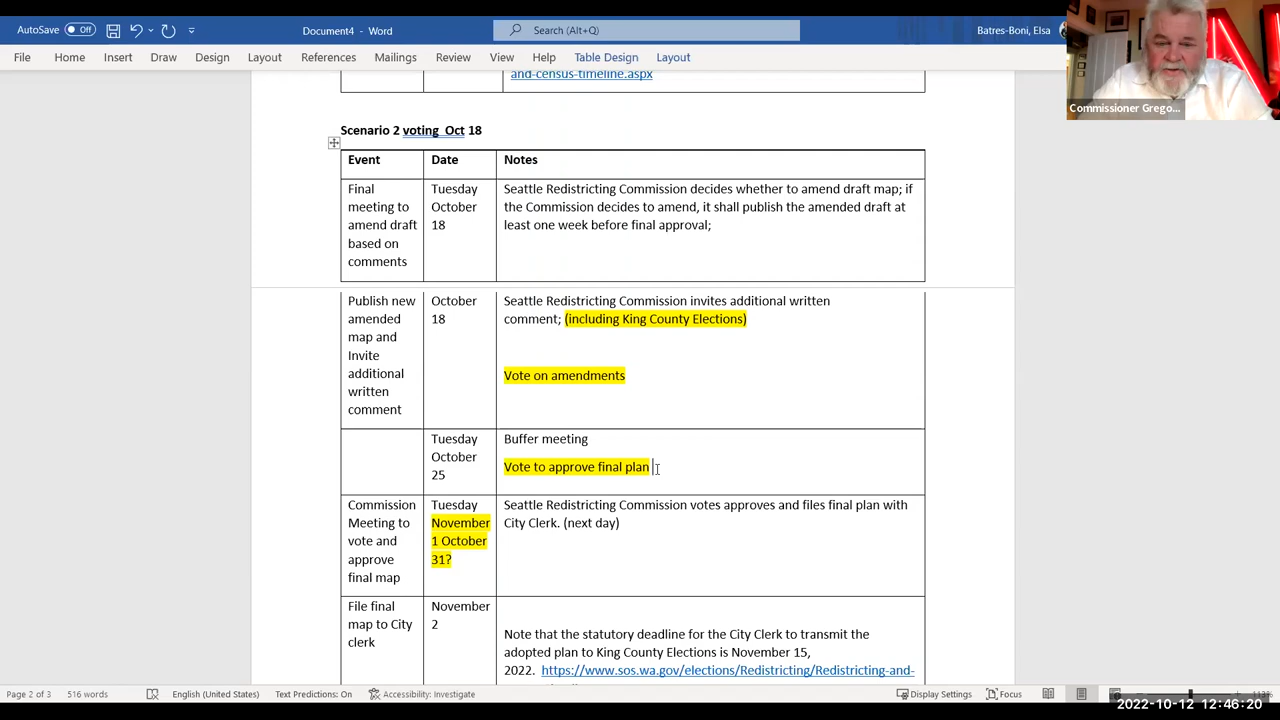 AutoSave Off Document4 - Word Search (Alt+Q) Batres-Boni, Elsa
File Home Insert Draw Design Layout References Mailings Review View Help Table Design Layout
Commissioner Grego...
and-census-timeline.aspx
Scenario 2 voting Oct 18
Event Date Notes
Final
meeting to
amend draft
based on
comments
Tuesday
October
18
Seattle Redistricting Commission decides whether to amend draft map; if
the Commission decides to amend, it shall publish the amended draft at
least one week before final approval;
Publish new
amended
map and
Invite
additional
written
comment
October
18
Seattle Redistricting Commission invites additional written
comment; (including King County Elections)
Vote on amendments
Tuesday
October
25
Buffer meeting
Vote to approve final plan
Commission
Meeting to
vote and
approve
final map
Tuesday
November
1 October
31?
Seattle Redistricting Commission votes approves and files final plan with
City Clerk. (next day)
File final
map to City
clerk
November
2
Note that the statutory deadline for the City Clerk to transmit the
adopted plan to King County Elections is November 15,
2022. https://www.sos.wa.gov/elections/Redistricting/Redistricting-and-
Page 2 of 3 516 words English (United States) Text Predictions: On Accessibility: Investigate Display Settings Focus
2022-10-12 12:46:20